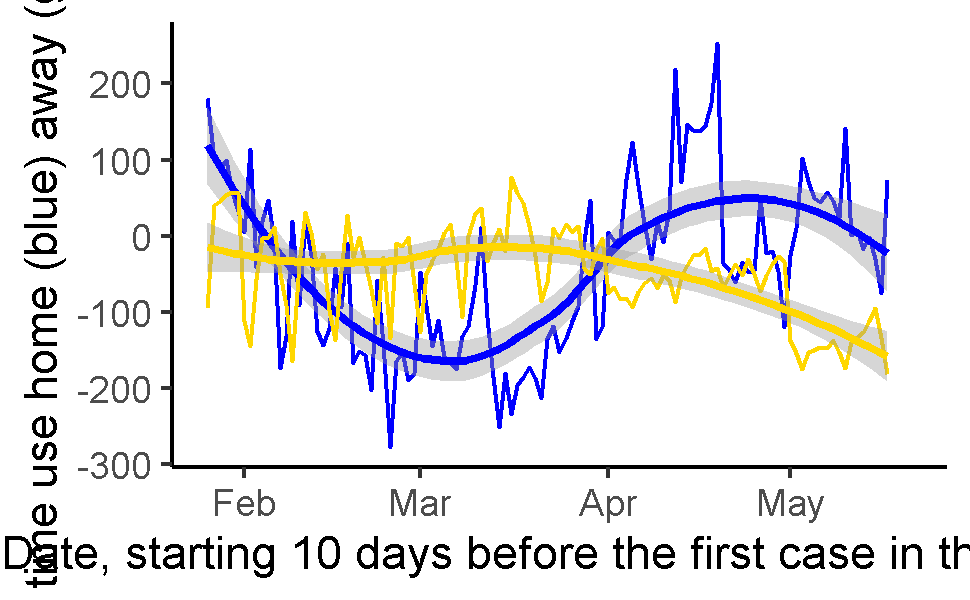 time use home (blue) away (
200
100
0
-100
-200
-300
Feb Mar Apr May
Date, starting 10 days before the first case in th